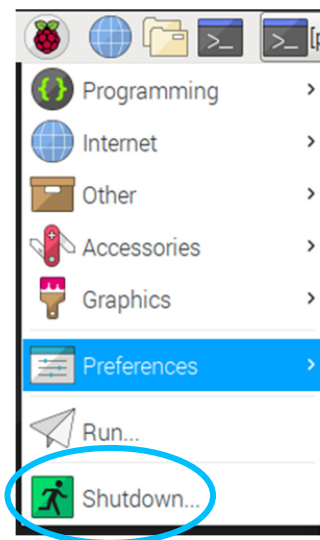 [p
Programming
Internet
Other
Accessories
Graphics
Preferences
Run...
Shutdown...